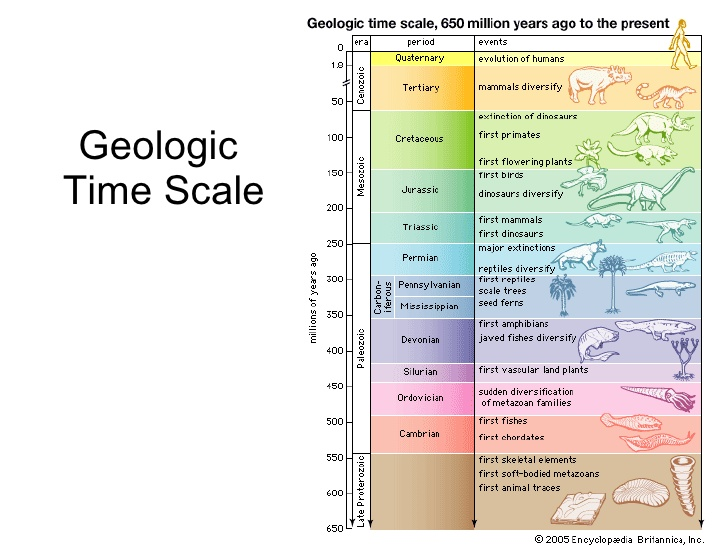 Geologic
Time Scale
Geologic time scale, 650 million years ago to the present
era period events
0
1.8
50
100
150
200
250
300
350
400
450
500
550
600
650
millions of years ago
Cenozoic
Mesozoic
Paleozoic
Late Proterozoic
Quaternary
evolution of humans
Tertiary
mammals diversify
Cretaceous
extinction of dinosaurs
first primates
first flowering plants
Jurassic
first birds
dinosaurs diversify
Triassic
first mammals
first dinosaurs
Permian
major extinctions
reptiles diversify
Carbon-
iferous
Pennsylvanian
Mississippian
first reptiles
scale trees
seed ferns
Devonian
first amphibians
jawed fishes diversify
Silurian
first vascular land plants
Ordovician
sudden diversification
of metazoan families
Cambrian
first fishes
first chordates
first skeletal elements
first soft-bodied metazoans
first animal traces
© 2005 Encyclopædia Britannica, Inc.